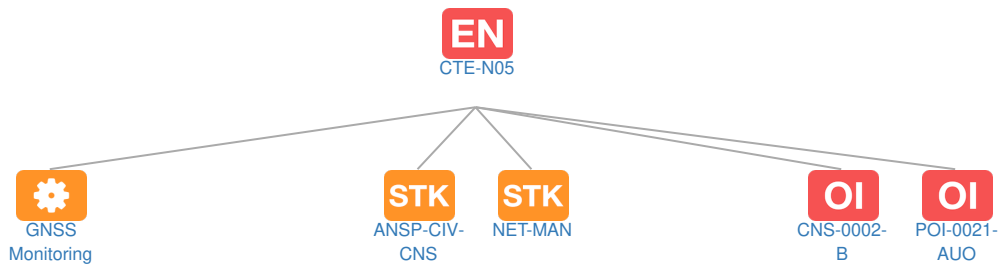 EN
CTE-N05
STK
STK
OI
OI
GNSS
Monitoring
ANSP-CIV-
CNS
NET-MAN
CNS-0002-
B
POI-0021-
AUO